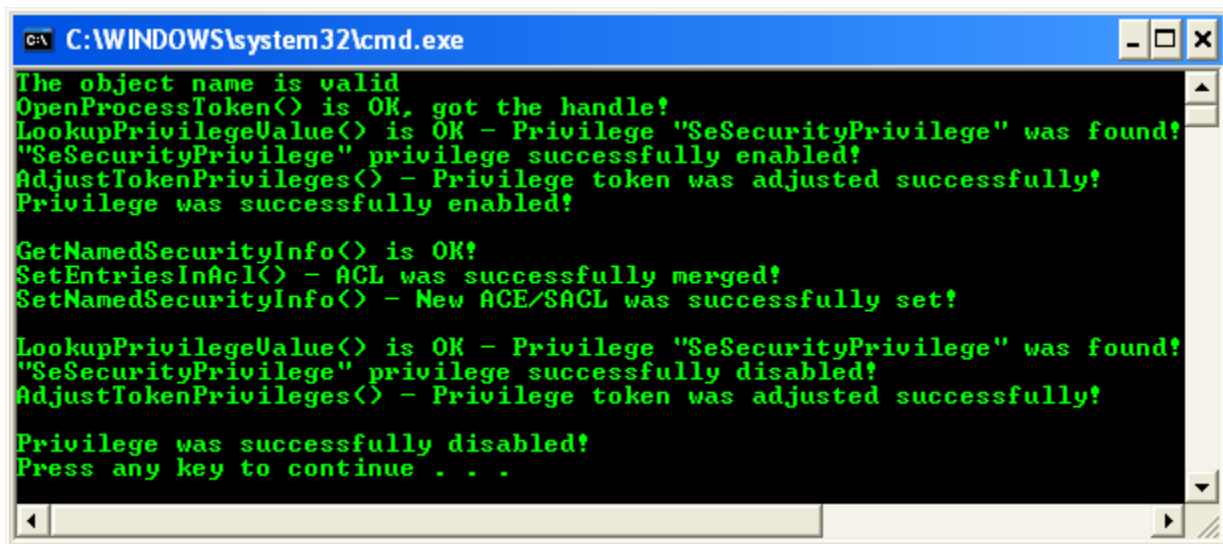 C:\WINDOWS\system32\cmd.exe
The object name is valid
OpenProcessToken() is OK, got the handle!
LookupPrivilegeValue() is OK - Privilege "SeSecurityPrivilege" was found!
"SeSecurityPrivilege" privilege successfully enabled!
AdjustTokenPrivileges() - Privilege token was adjusted successfully!
Privilege was successfully enabled!
GetNamedSecurityInfo() is OK!
SetEntriesInAcl() - ACL was successfully merged!
SetNamedSecurityInfo() - New ACE/SACL was successfully set!
LookupPrivilegeValue() is OK - Privilege "SeSecurityPrivilege" was found!
"SeSecurityPrivilege" privilege successfully disabled!
AdjustTokenPrivileges() - Privilege token was adjusted successfully!
Privilege was successfully disabled!
Press any key to continue . . .